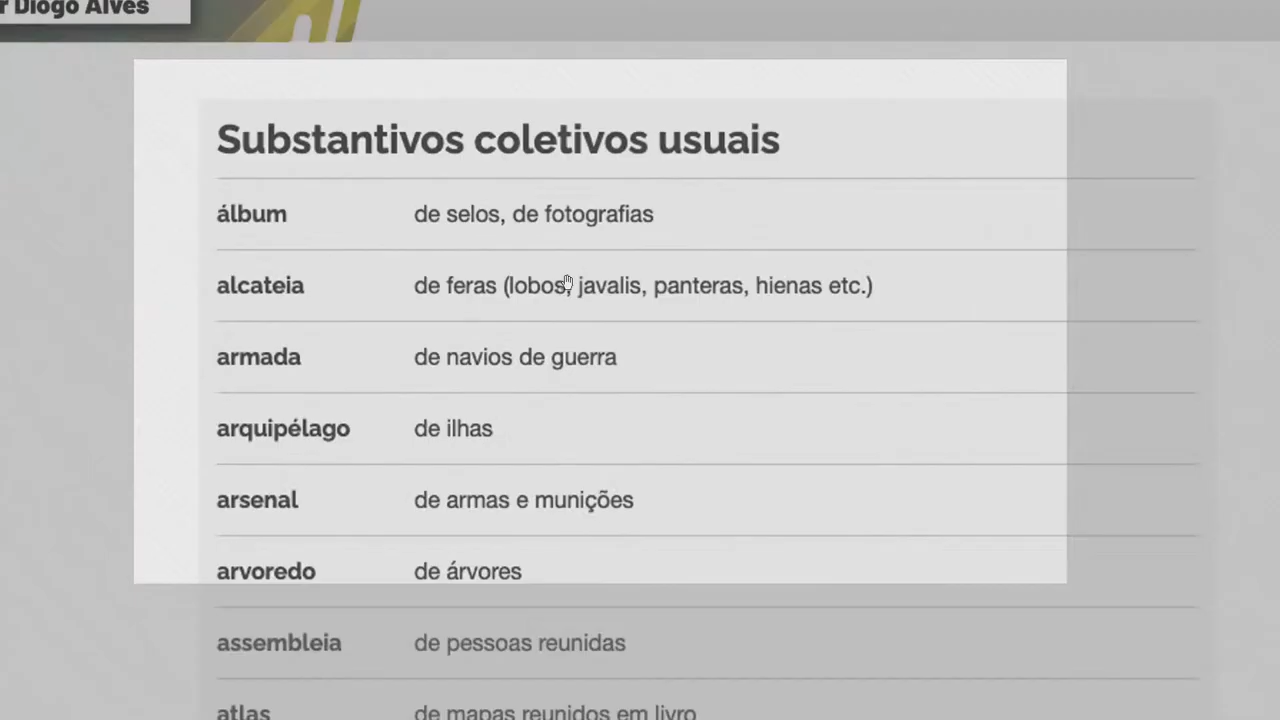 r Diogo Alves
Substantivos coletivos usuais
álbum de selos, de fotografias
alcateia de feras (lobos, javalis, panteras, hienas etc.)
armada de navios de guerra
arquipélago de ilhas
arsenal de armas e munições
arvoredo de árvores
assembleia de pessoas reunidas
atlas de mapas reunidos em livro